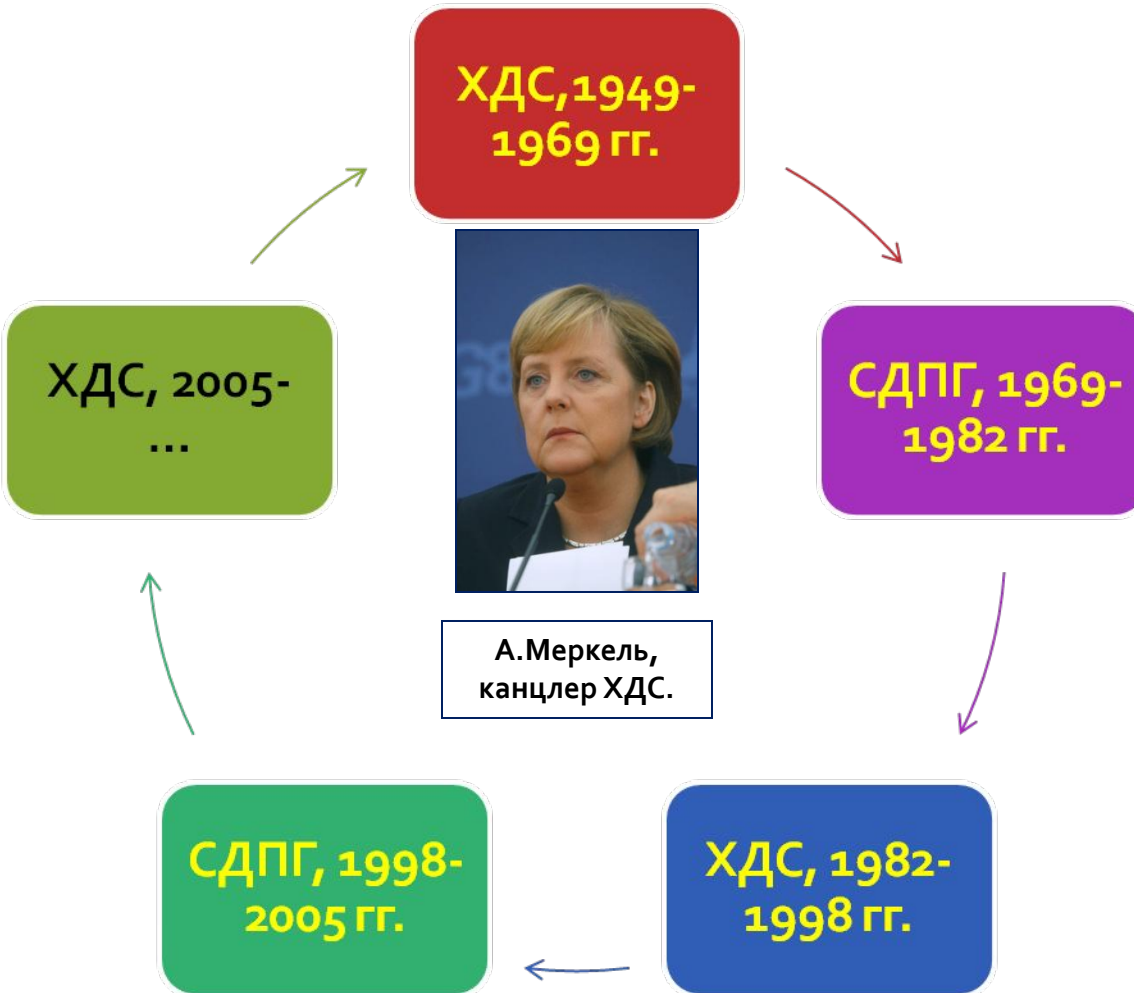 ХДС,1949-
1969 гг.
ХДС, 2005-
...
СДПГ, 1969-
1982 гг.
G8
А.Меркель,
канцлер ХДС.
СДПГ, 1998-
2005 гг.
ХДС, 1982-
1998 гг.